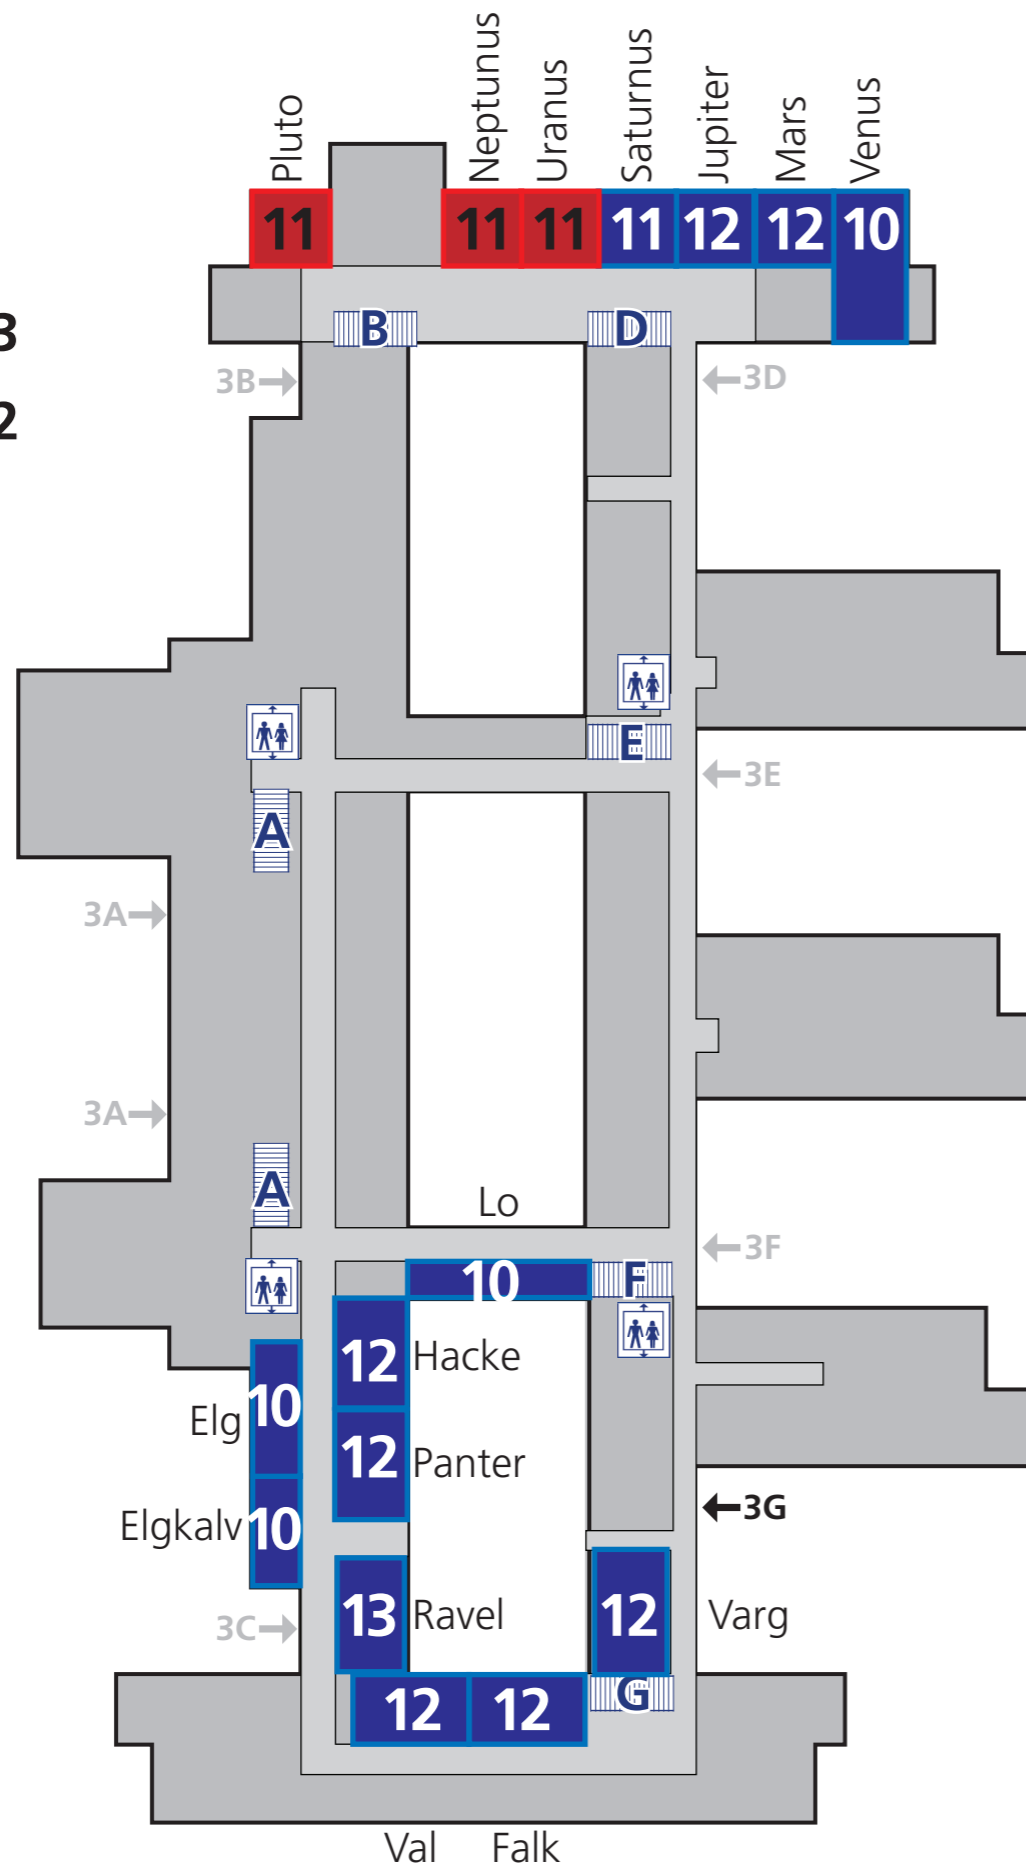 Pluto
Neptunus
Uranus
Saturnus
Jupiter
Mars
Venus
11 11 11 11 12 12 10
3
B D
3B 3D
2
E
3E
A
3A
3A
A
Lo
3F
10 F
12 Hacke
Elg 10
12 Panter
3G
Elgkalv 10
13 Ravel
12 Varg
3C
12 12 G
Val Falk